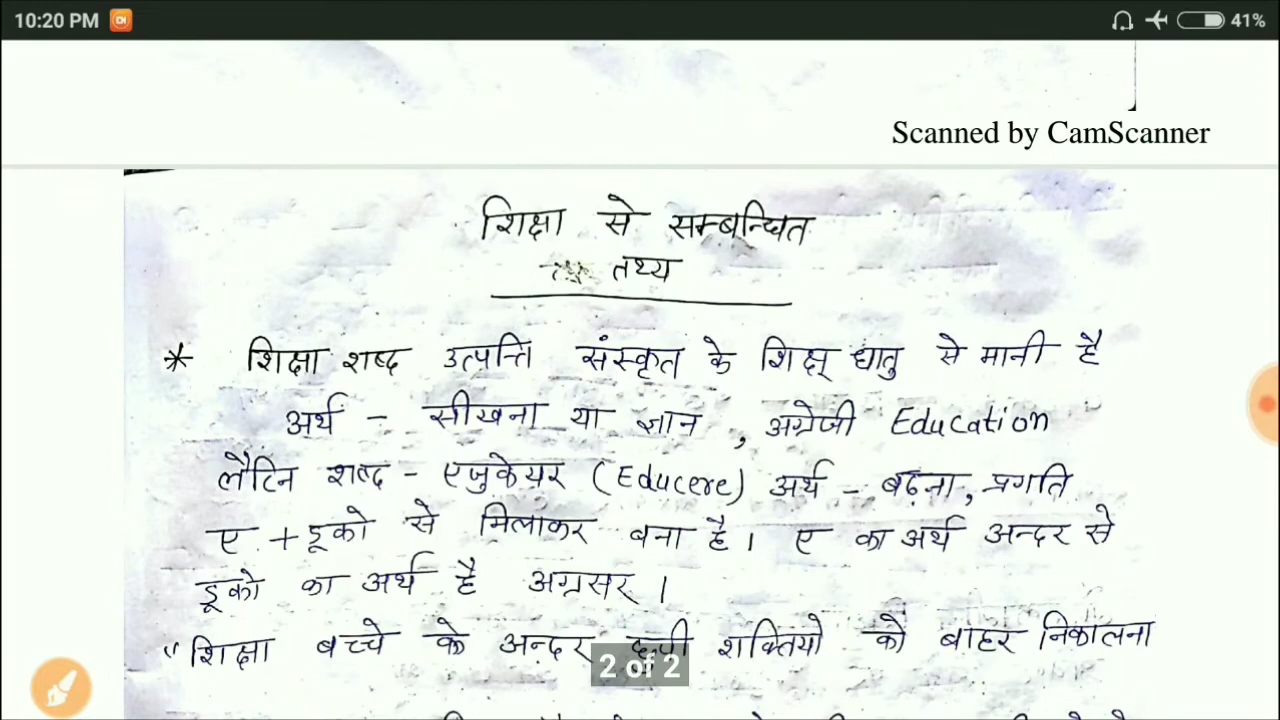 10:20 PM
41%
Scanned by CamScanner
शिक्षा से सम्बन्धित
तथ्य
* शिक्षा शब्द उत्पत्ति संस्कृत के शिक्ष् धातु से मानी है
अर्थ - सीखना या ज्ञान , अग्रेजी Education
लैटिन शब्द - एजुकेयर (Educere) अर्थ - बढ़ना, प्रगति
ए + डूको से मिलाकर बना है। ए का अर्थ अन्दर से
डूको का अर्थ है अग्रसर ।
"शिक्षा बच्चे के अन्दर छुपी शक्तियो को बाहर निकालना
2 of 2